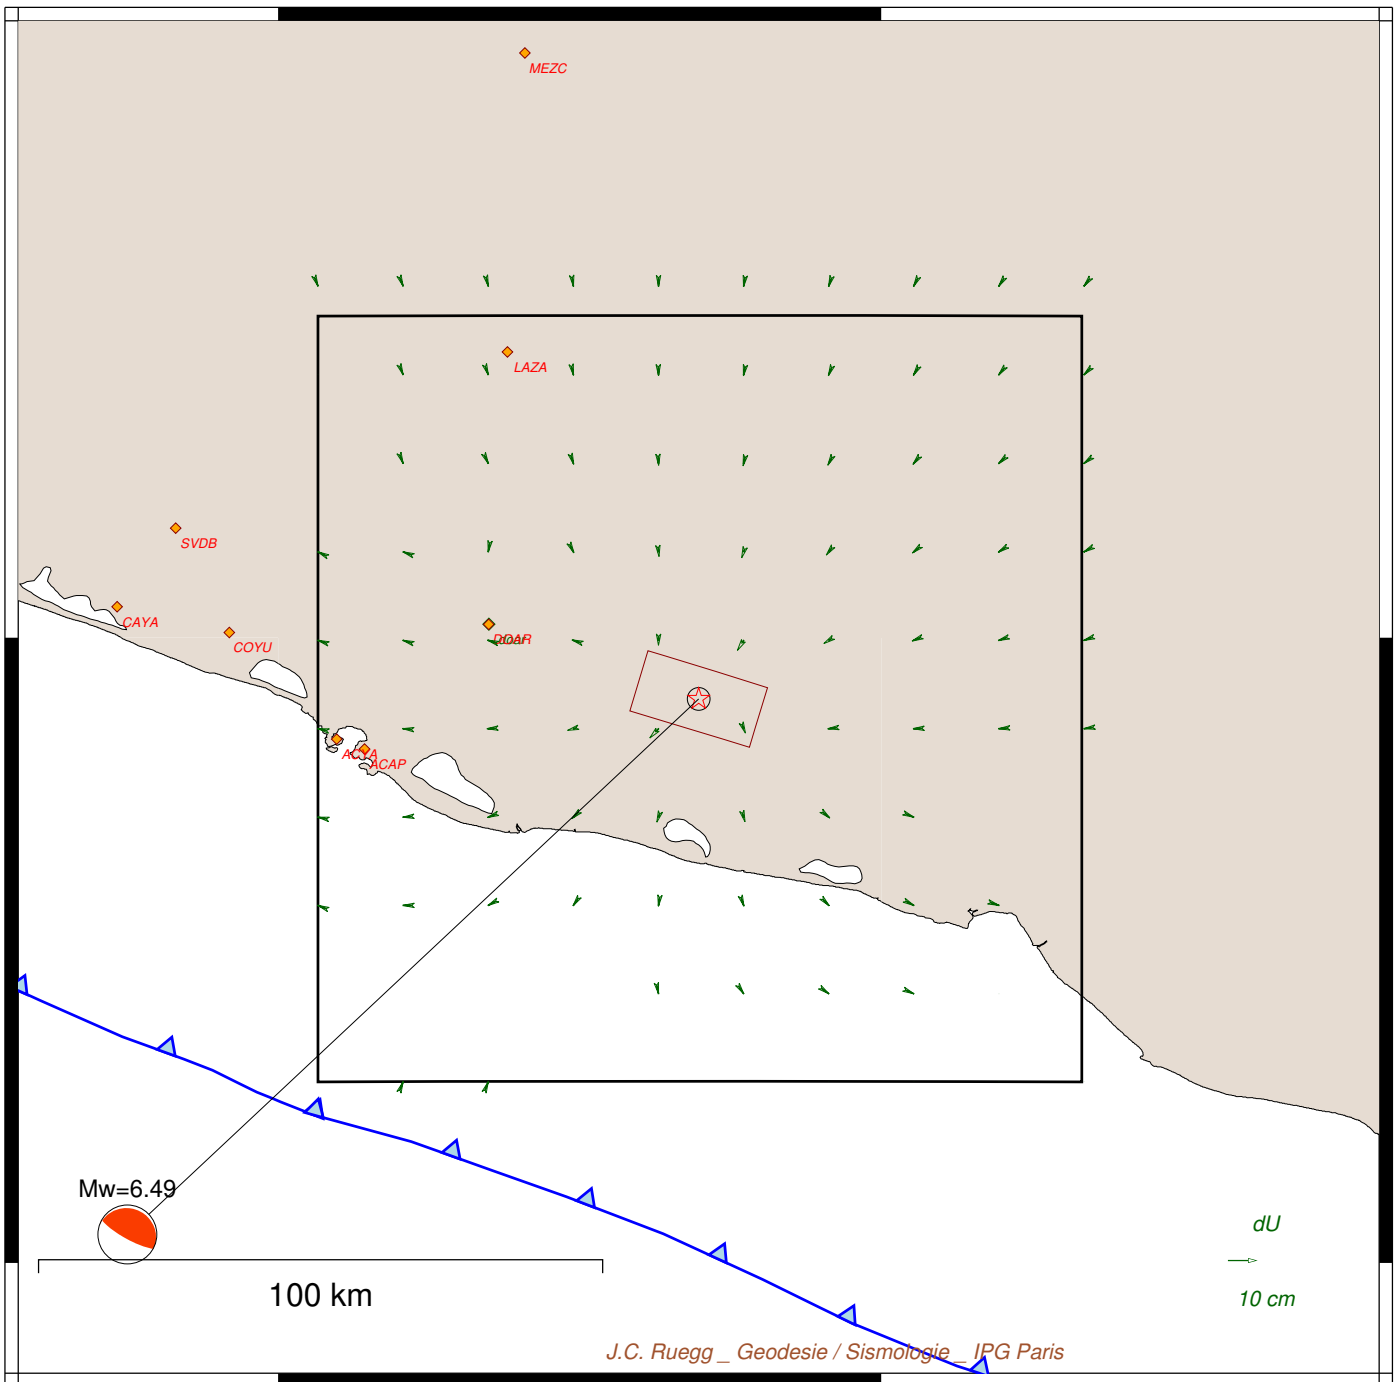 MEZC
LAZA
SVDB
CAYA
COYU
DOAR
doar
ACYA
ACAP
Mw=6.49
100 km
dU
10 cm
J.C. Ruegg _ Geodesie / Sismologie _ IPG Paris